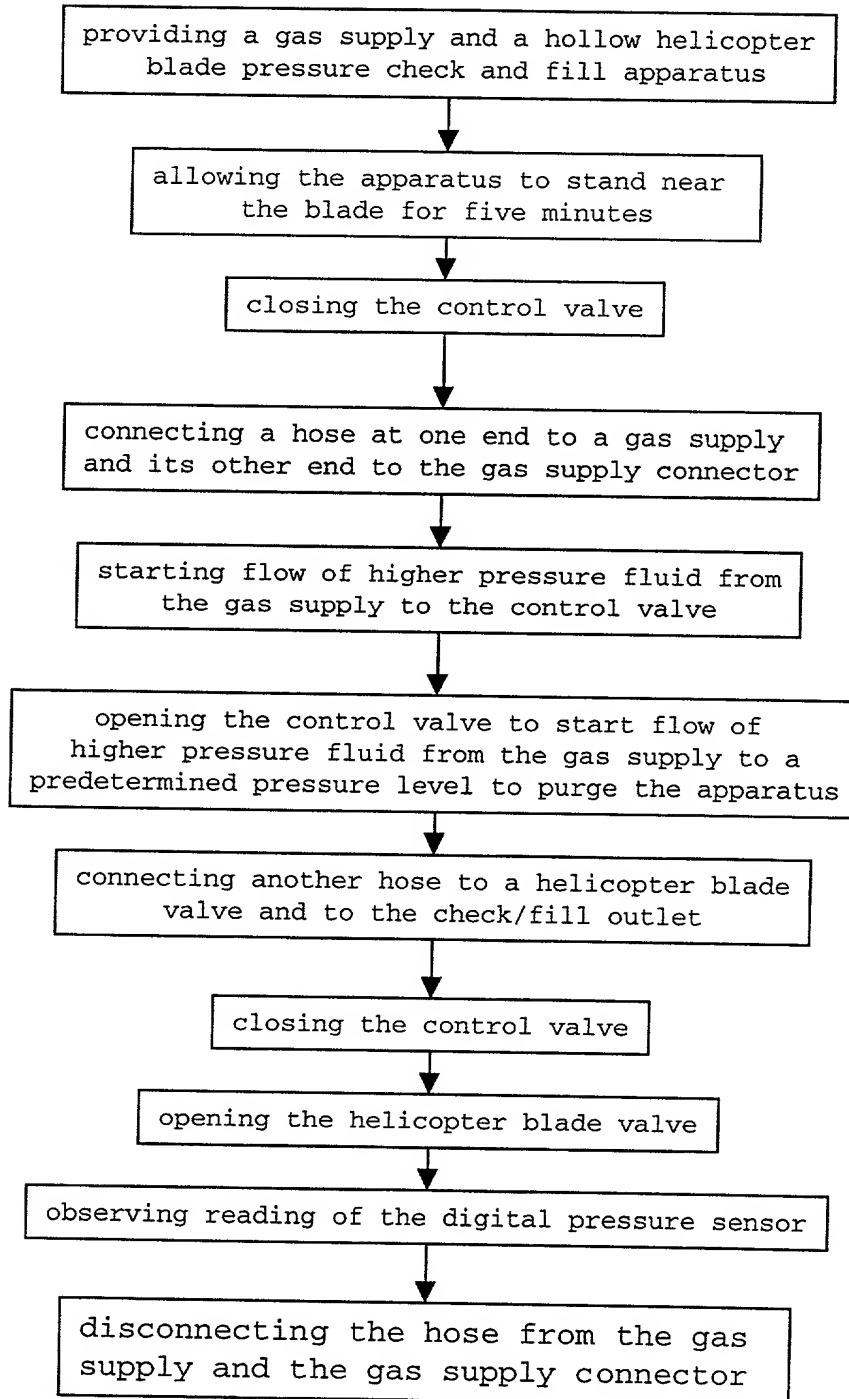 providing a gas supply and a hollow helicopter
blade pressure check and fill apparatus
allowing the apparatus to stand near
the blade for five minutes
closing the control valve
connecting a hose at one end to a gas supply
and its other end to the gas supply connector
starting flow of higher pressure fluid from
the gas supply to the control valve
opening the control valve to start flow of
higher pressure fluid from the gas supply to a
predetermined pressure level to purge the apparatus
connecting another hose to a helicopter blade
valve and to the check/fill outlet
closing the control valve
opening the helicopter blade valve
observing reading of the digital pressure sensor
disconnecting the hose from the gas
supply and the gas supply connector